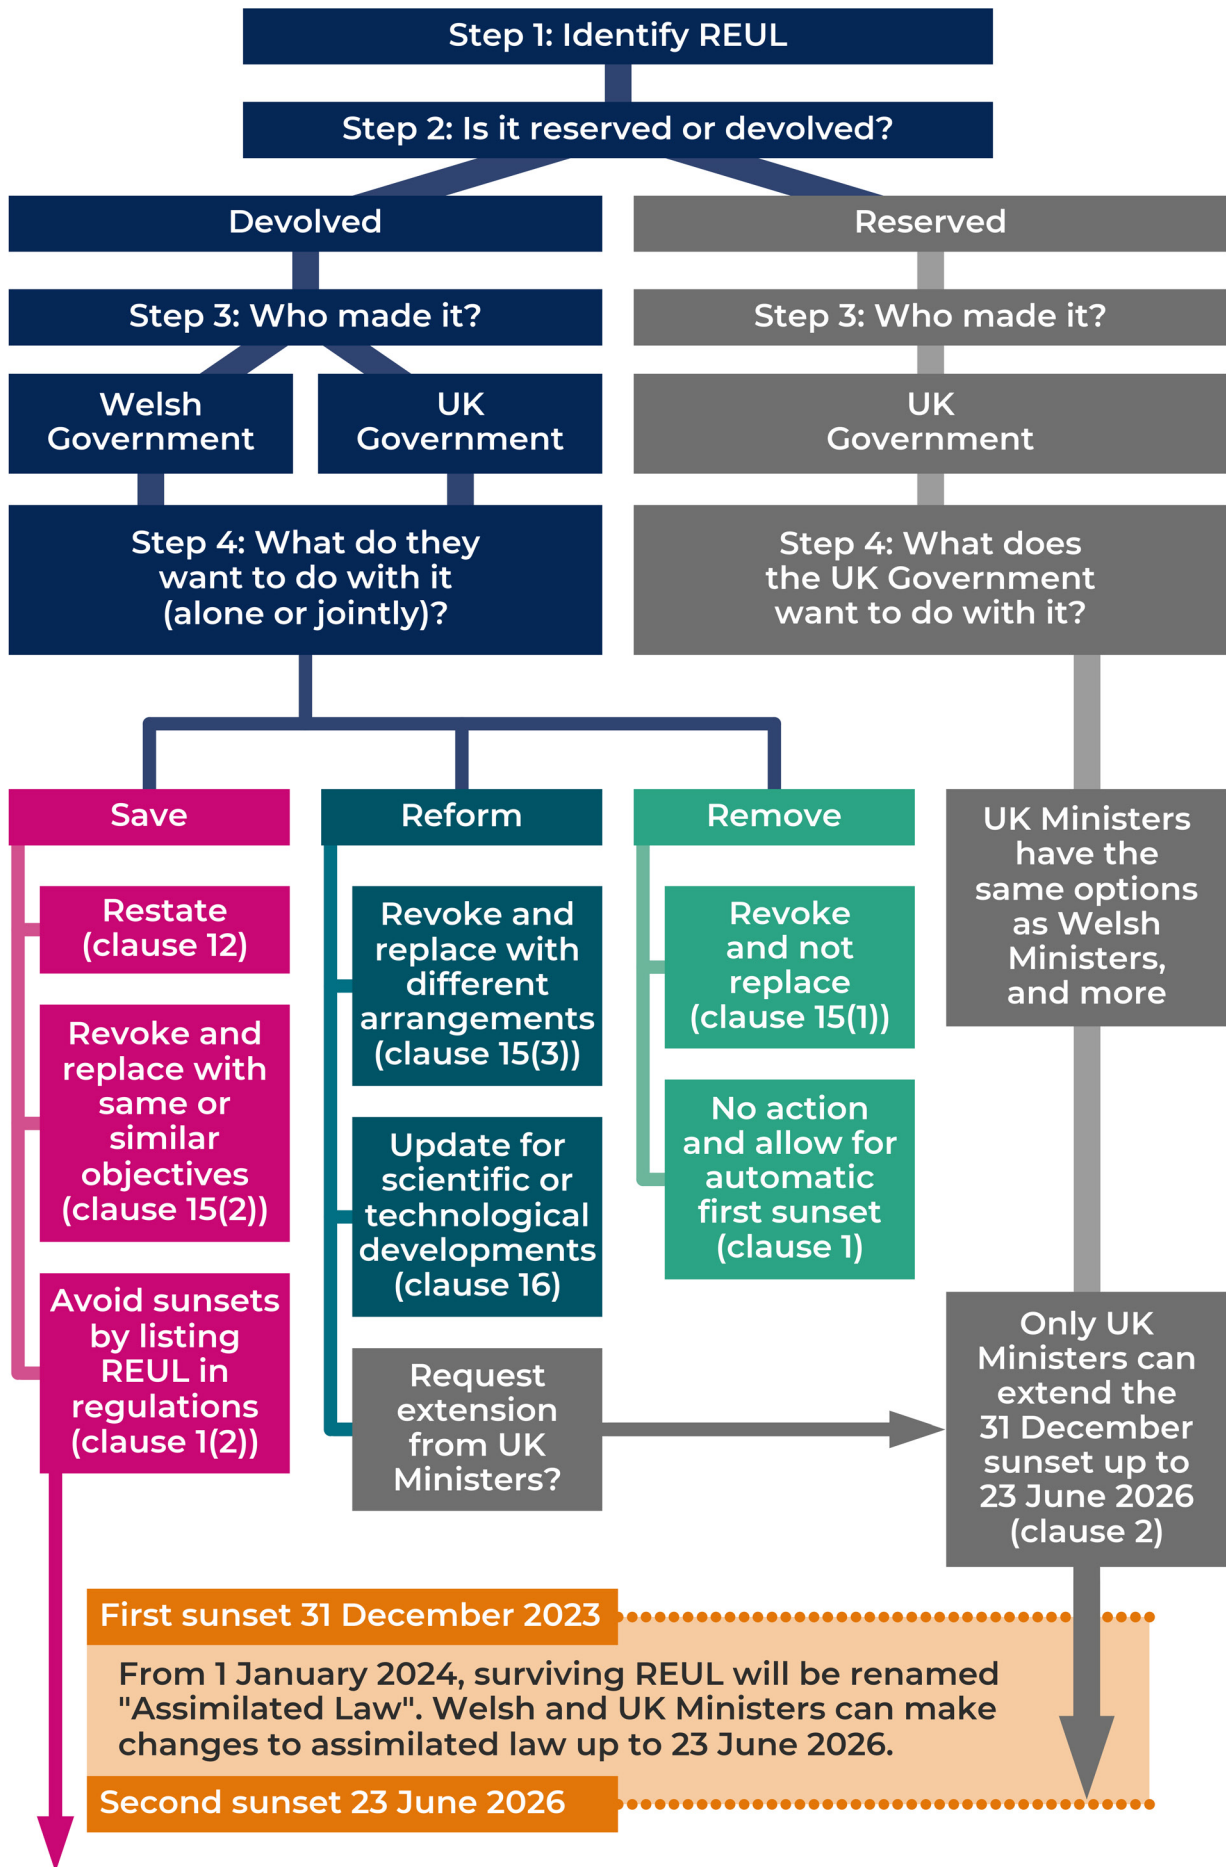 Step 1: Identify REUL
Step 2: Is it reserved or devolved?
Devolved
Reserved
Step 3: Who made it?
Step 3: Who made it?
Welsh
Government
UK
Government
UK
Government
Step 4: What do they
want to do with it
(alone or jointly)?
Step 4: What does
the UK Government
want to do with it?
Save
Restate
(clause 12)
Revoke and
replace with
same or
similar
objectives
(clause 15(2))
Avoid sunsets
by listing
REUL in
regulations
(clause 1(2))
Reform
Revoke and
replace with
different
arrangements
(clause 15(3))
Update for
scientific or
technological
developments
(clause 16)
Request
extension
from UK
Ministers?
Remove
Revoke
and not
replace
(clause 15(1))
No action
and allow for
automatic
first sunset
(clause 1)
UK Ministers
have the
same options
as Welsh
Ministers,
and more
Only UK
Ministers can
extend the
31 December
sunset up to
23 June 2026
(clause 2)
First sunset 31 December 2023
From 1 January 2024, surviving REUL will be renamed
"Assimilated Law". Welsh and UK Ministers can make
changes to assimilated law up to 23 June 2026.
Second sunset 23 June 2026